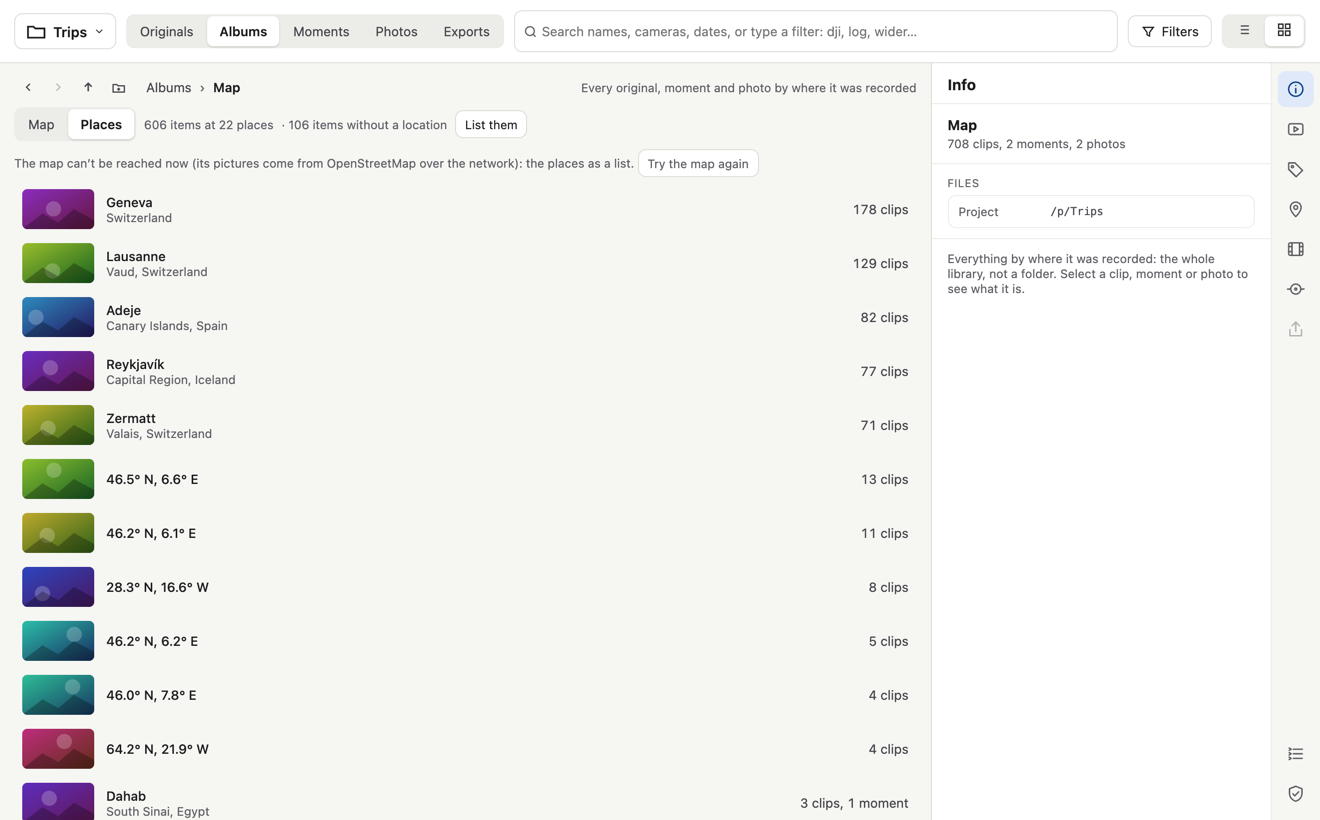 Trips
Originals
Albums
Moments
Photos
Exports
Search names, cameras, dates, or type a filter: dji, log, wider…
Filters
Albums › Map
Every original, moment and photo by where it was recorded
Map
Places
606 items at 22 places · 106 items without a location
List them
The map can’t be reached now (its pictures come from OpenStreetMap over the network): the places as a list.
Try the map again
Geneva
Switzerland
178 clips
Lausanne
Vaud, Switzerland
129 clips
Adeje
Canary Islands, Spain
82 clips
Reykjavík
Capital Region, Iceland
77 clips
Zermatt
Valais, Switzerland
71 clips
46.5° N, 6.6° E
13 clips
46.2° N, 6.1° E
11 clips
28.3° N, 16.6° W
8 clips
46.2° N, 6.2° E
5 clips
46.0° N, 7.8° E
4 clips
64.2° N, 21.9° W
4 clips
Dahab
South Sinai, Egypt
3 clips, 1 moment
Info
Map
708 clips, 2 moments, 2 photos
FILES
Project /p/Trips
Everything by where it was recorded: the whole
library, not a folder. Select a clip, moment or photo to
see what it is.